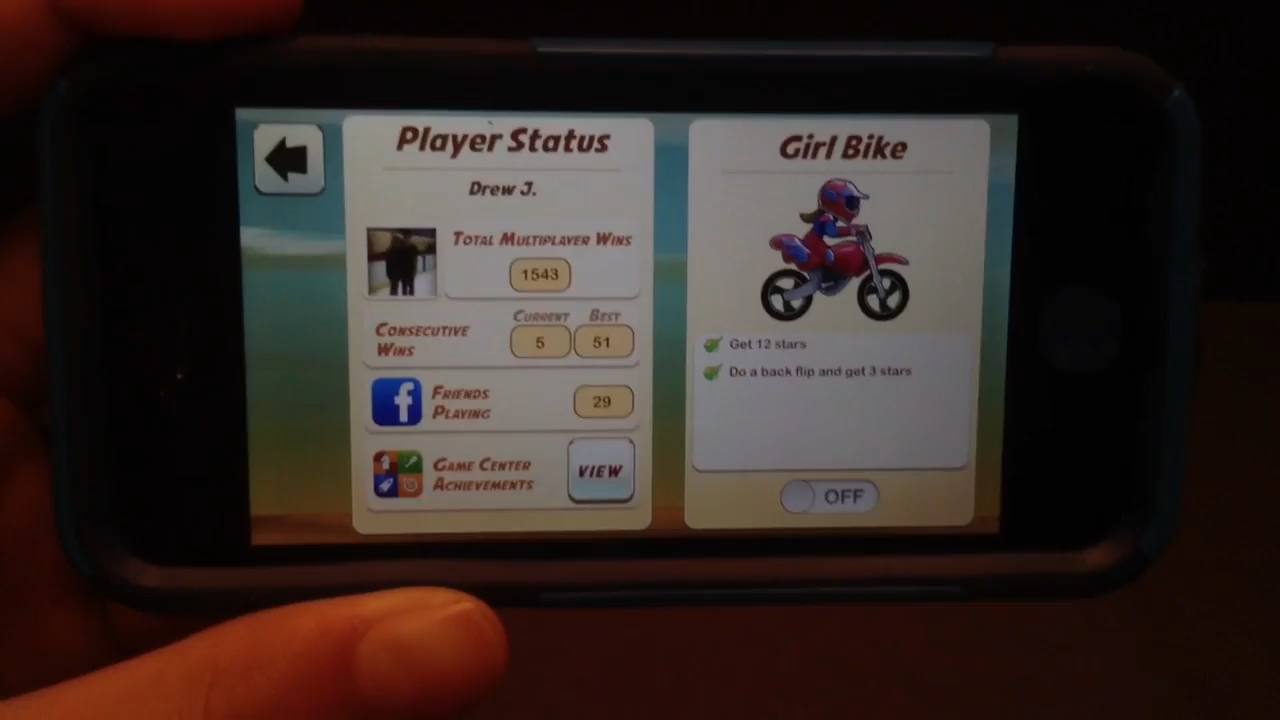 Player Status
Drew J.
Total Multiplayer Wins
1543
Current Best
Consecutive
Wins
5 51
f
Friends
Playing
29
Game Center
Achievements
VIEW
Girl Bike
Get 12 stars
Do a back flip and get 3 stars
OFF